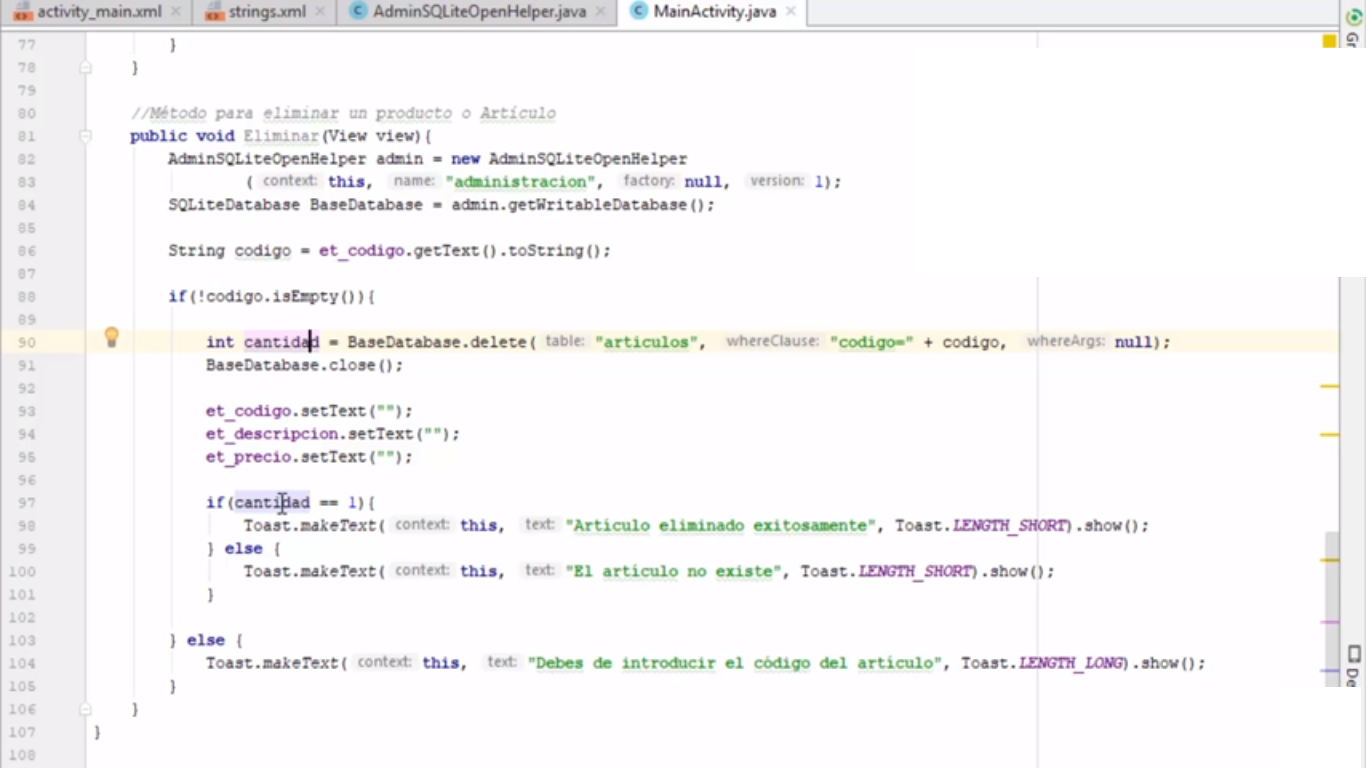 activity_main.xml strings.xml AdminSQLiteOpenHelper.java MainActivity.java
77 }
78 }
79
80 //Método para eliminar un producto o Artículo
81 public void Eliminar(View view){
82 AdminSQLiteOpenHelper admin = new AdminSQLiteOpenHelper
83 ( context: this, name: "administracion", factory: null, version: 1);
84 SQLiteDatabase BaseDatabase = admin.getWritableDatabase();
85
86 String codigo = et_codigo.getText().toString();
87
88 if(!codigo.isEmpty()){
89
90 int cantidad = BaseDatabase.delete( table: "articulos", whereClause: "codigo=" + codigo, whereArgs: null);
91 BaseDatabase.close();
92
93 et_codigo.setText("");
94 et_descripcion.setText("");
95 et_precio.setText("");
96
97 if(cantidad == 1){
98 Toast.makeText( context: this, text: "Artículo eliminado exitosamente", Toast.LENGTH_SHORT).show();
99 } else {
100 Toast.makeText( context: this, text: "El artículo no existe", Toast.LENGTH_SHORT).show();
101 }
102
103 } else {
104 Toast.makeText( context: this, text: "Debes de introducir el código del artículo", Toast.LENGTH_LONG).show();
105 }
106 }
107 }
108